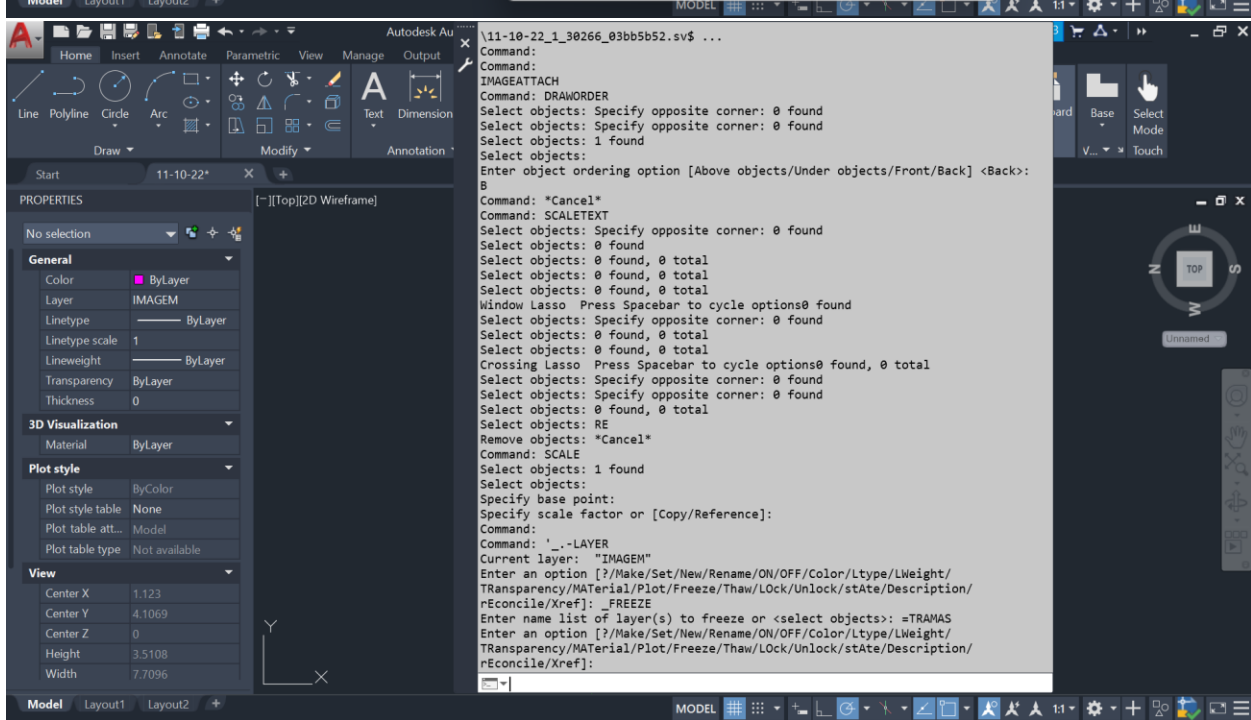 Model Layout1 Layout2 +
MODEL 1:1
Autodesk Au
Home Insert Annotate Parametric View Manage Output
Line Polyline Circle Arc
Text Dimension
Draw Modify Annotation
Base Select Mode
V... Touch
Start 11-10-22* X +
PROPERTIES
No selection
General
Color ByLayer
Layer IMAGEM
Linetype ByLayer
Linetype scale 1
Lineweight ByLayer
Transparency ByLayer
Thickness 0
3D Visualization
Material ByLayer
Plot style
Plot style ByColor
Plot style table None
Plot table att... Model
Plot table type Not available
View
Center X 1.123
Center Y 4.1069
Center Z 0
Height 3.5108
Width 7.7096
[-][Top][2D Wireframe]
Y
X
\11-10-22_1_30266_03bb5b52.sv$ ...
Command:
Command:
IMAGEATTACH
Command: DRAWORDER
Select objects: Specify opposite corner: 0 found
Select objects: Specify opposite corner: 0 found
Select objects: 1 found
Select objects:
Enter object ordering option [Above objects/Under objects/Front/Back] <Back>:
B
Command: *Cancel*
Command: SCALETEXT
Select objects: Specify opposite corner: 0 found
Select objects: 0 found
Select objects: 0 found, 0 total
Select objects: 0 found, 0 total
Select objects: 0 found, 0 total
Window Lasso  Press Spacebar to cycle options0 found
Select objects: Specify opposite corner: 0 found
Select objects: 0 found, 0 total
Select objects: 0 found, 0 total
Crossing Lasso  Press Spacebar to cycle options0 found, 0 total
Select objects: Specify opposite corner: 0 found
Select objects: Specify opposite corner: 0 found
Select objects: 0 found, 0 total
Select objects: RE
Remove objects: *Cancel*
Command: SCALE
Select objects: 1 found
Select objects:
Specify base point:
Specify scale factor or [Copy/Reference]:
Command:
Command: '_.-LAYER
Current layer:  "IMAGEM"
Enter an option [?/Make/Set/New/Rename/ON/OFF/Color/Ltype/LWeight/
TRansparency/MATerial/Plot/Freeze/Thaw/LOck/Unlock/stAte/Description/
rEconcile/Xref]: _FREEZE
Enter name list of layer(s) to freeze or <select objects>: =TRAMAS
Enter an option [?/Make/Set/New/Rename/ON/OFF/Color/Ltype/LWeight/
TRansparency/MATerial/Plot/Freeze/Thaw/LOck/Unlock/stAte/Description/
rEconcile/Xref]:
E
N TOP S
W
Unnamed
Model Layout1 Layout2 +
MODEL 1:1